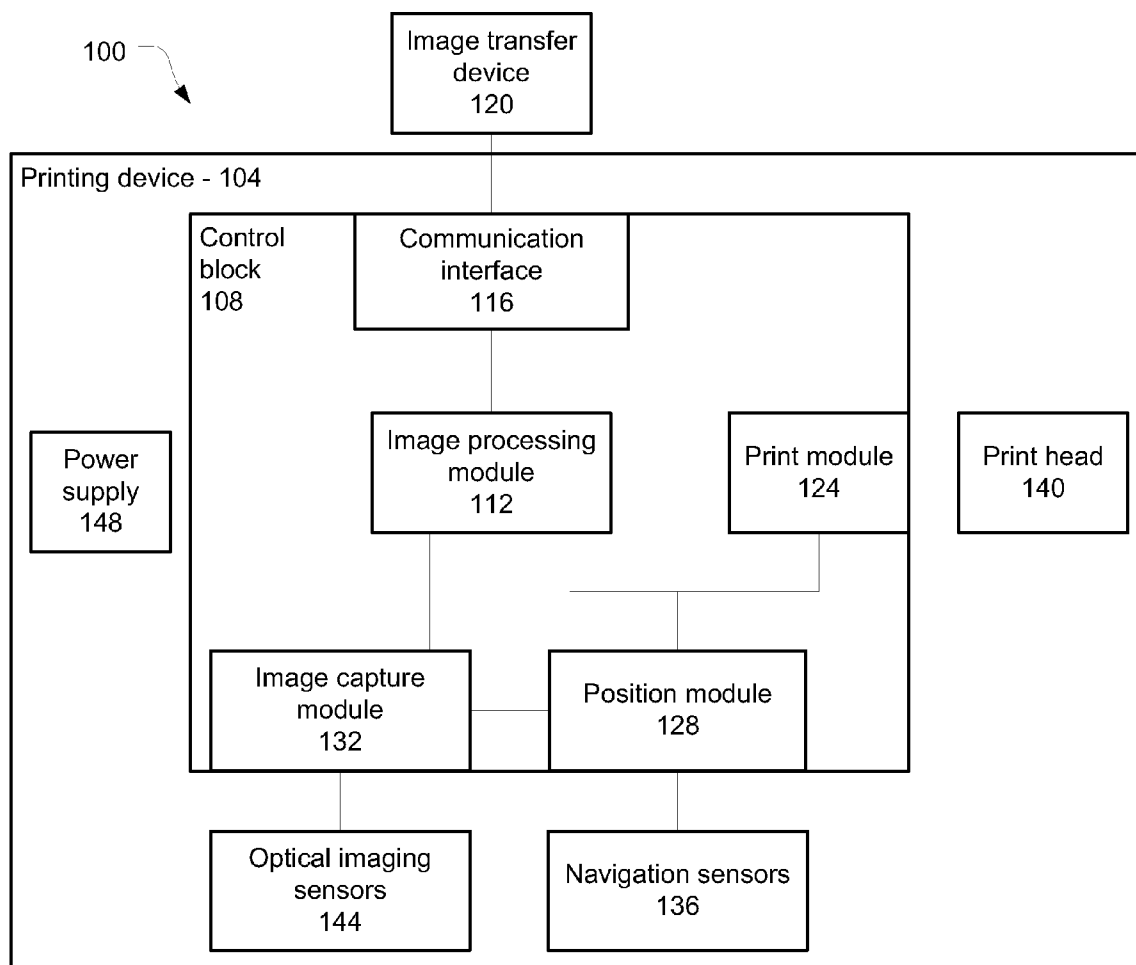 100
Image transfer
device
120
Printing device - 104
Control
block
108
Communication
interface
116
Power
supply
148
Image processing
module
112
Print module
124
Print head
140
Image capture
module
132
Position module
128
Optical imaging
sensors
144
Navigation sensors
136